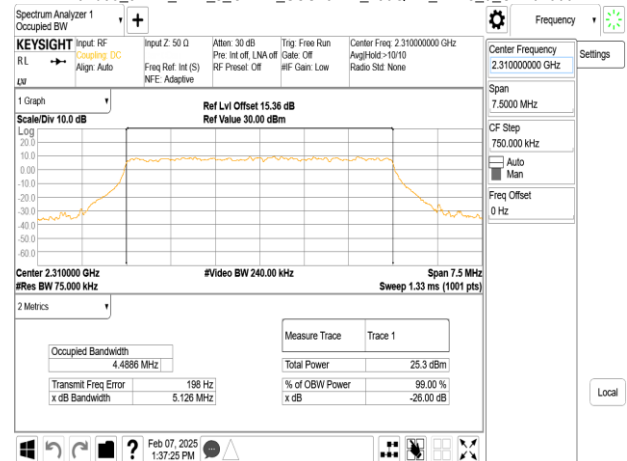 Spectrum Analyzer 1
Occupied BW
Frequency
KEYSIGHT
Input: RF
Coupling: DC
Align: Auto
Input Z: 50 Ω
Freq Ref: Int (S)
NFE: Adaptive
Atten: 30 dB
Pre: Int off, LNA off
RF Preset: Off
Trig: Free Run
Gate: Off
#IF Gain: Low
Center Freq: 2.310000000 GHz
Avg|Hold:>10/10
Radio Std: None
RL
LXI
Center Frequency
2.310000000 GHz
Settings
Span
7.5000 MHz
CF Step
750.000 kHz
Auto
Man
Freq Offset
0 Hz
Local
1 Graph
Scale/Div 10.0 dB
Ref Lvl Offset 15.36 dB
Ref Value 30.00 dBm
Log
20.0
10.0
0.00
-10.0
-20.0
-30.0
-40.0
-50.0
-60.0
Center 2.310000 GHz
#Video BW 240.00 kHz
Span 7.5 MHz
#Res BW 75.000 kHz
Sweep 1.33 ms (1001 pts)
2 Metrics
Measure Trace
Trace 1
Occupied Bandwidth
4.4886 MHz
Total Power
25.3 dBm
Transmit Freq Error
198 Hz
% of OBW Power
99.00 %
x dB Bandwidth
5.126 MHz
x dB
-26.00 dB
?
Feb 07, 2025
1:37:25 PM